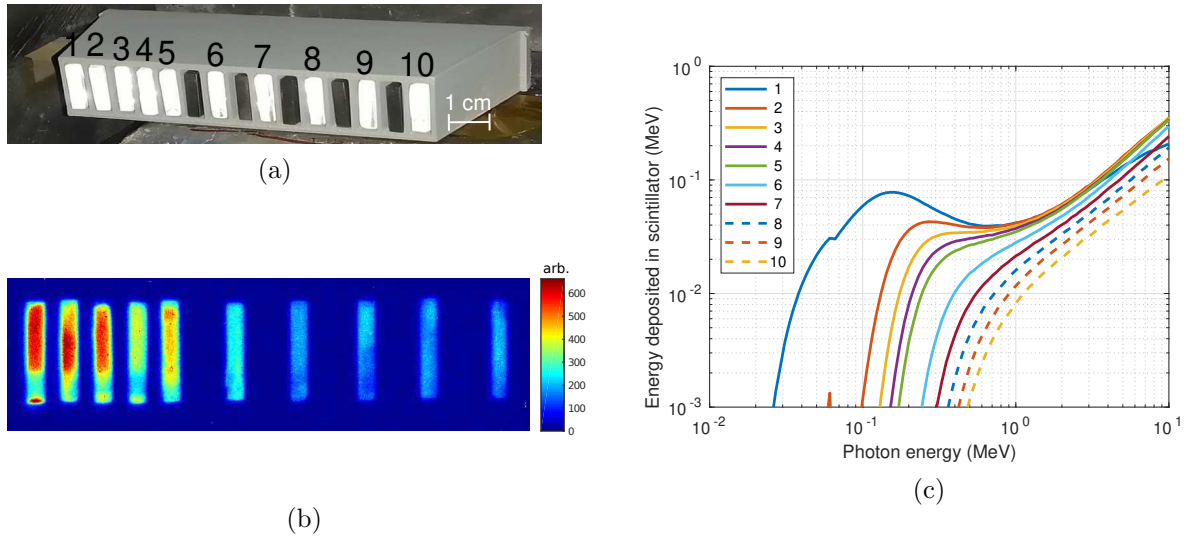 1 2 3 4 5 6 7 8 9 10
1 cm
(a)
arb.
600
500
400
300
200
100
0
(b)
Energy deposited in scintillator (MeV)
10^0
10^-1
10^-2
10^-3
1
2
3
4
5
6
7
8
9
10
10^-2 10^-1 10^0 10^1
Photon energy (MeV)
(c)